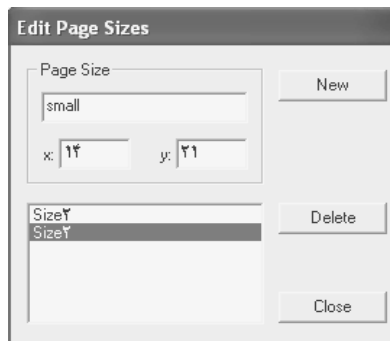 Edit Page Sizes
Page Size
New
small
x: ۱۴ y: ۲۱
Size۲
Delete
Size۲
Close